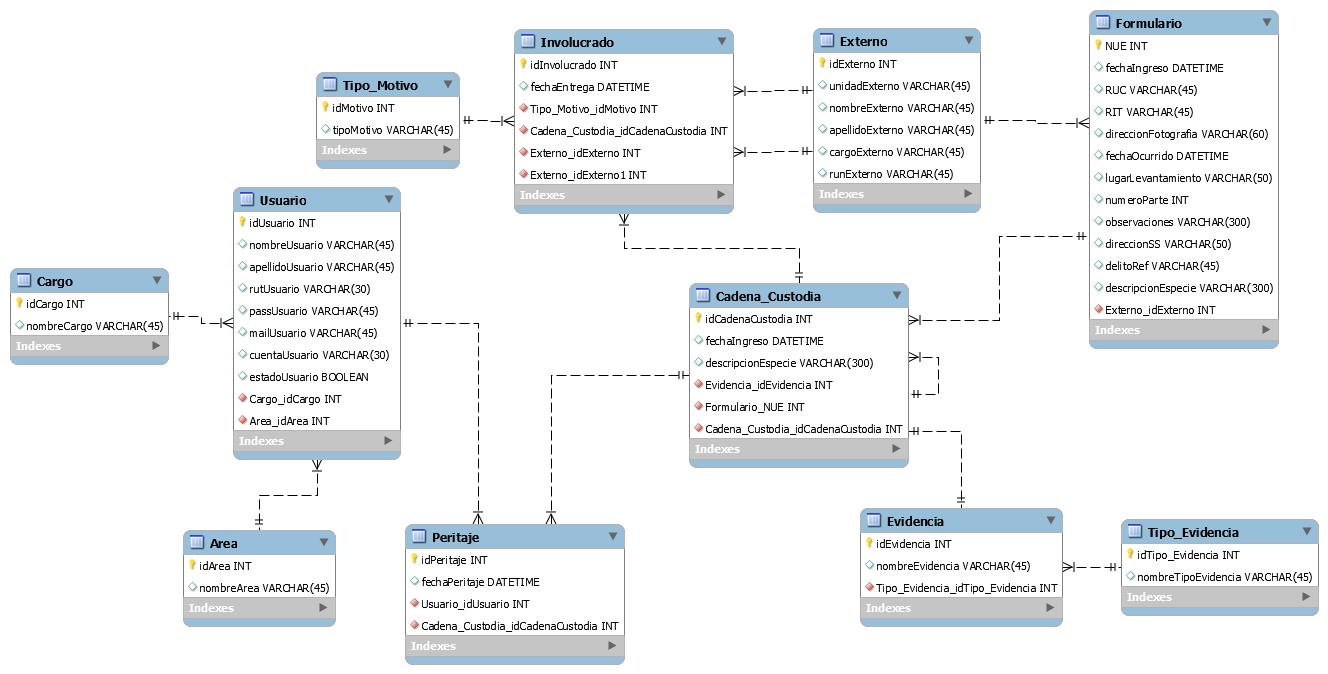 Tipo_Motivo
idMotivo INT
tipoMotivo VARCHAR(45)
Indexes
Involucrado
idInvolucrado INT
fechaEntrega DATETIME
Tipo_Motivo_idMotivo INT
Cadena_Custodia_idCadenaCustodia INT
Externo_idExterno INT
Externo_idExterno1 INT
Indexes
Externo
idExterno INT
unidadExterno VARCHAR(45)
nombreExterno VARCHAR(45)
apellidoExterno VARCHAR(45)
cargoExterno VARCHAR(45)
runExterno VARCHAR(45)
Indexes
Formulario
NUE INT
fechaIngreso DATETIME
RUC VARCHAR(45)
RIT VARCHAR(45)
direccionFotografia VARCHAR(60)
fechaOcurrido DATETIME
lugarLevantamiento VARCHAR(50)
numeroParte INT
observaciones VARCHAR(300)
direccionSS VARCHAR(50)
delitoRef VARCHAR(45)
descripcionEspecie VARCHAR(300)
Externo_idExterno INT
Indexes
Cargo
idCargo INT
nombreCargo VARCHAR(45)
Indexes
Usuario
idUsuario INT
nombreUsuario VARCHAR(45)
apellidoUsuario VARCHAR(45)
rutUsuario VARCHAR(30)
passUsuario VARCHAR(45)
mailUsuario VARCHAR(45)
cuentaUsuario VARCHAR(30)
estadoUsuario BOOLEAN
Cargo_idCargo INT
Area_idArea INT
Indexes
Cadena_Custodia
idCadenaCustodia INT
fechaIngreso DATETIME
descripcionEspecie VARCHAR(300)
Evidencia_idEvidencia INT
Formulario_NUE INT
Cadena_Custodia_idCadenaCustodia INT
Indexes
Area
idArea INT
nombreArea VARCHAR(45)
Indexes
Peritaje
idPeritaje INT
fechaPeritaje DATETIME
Usuario_idUsuario INT
Cadena_Custodia_idCadenaCustodia INT
Indexes
Evidencia
idEvidencia INT
nombreEvidencia VARCHAR(45)
Tipo_Evidencia_idTipo_Evidencia INT
Indexes
Tipo_Evidencia
idTipo_Evidencia INT
nombreTipoEvidencia VARCHAR(45)
Indexes